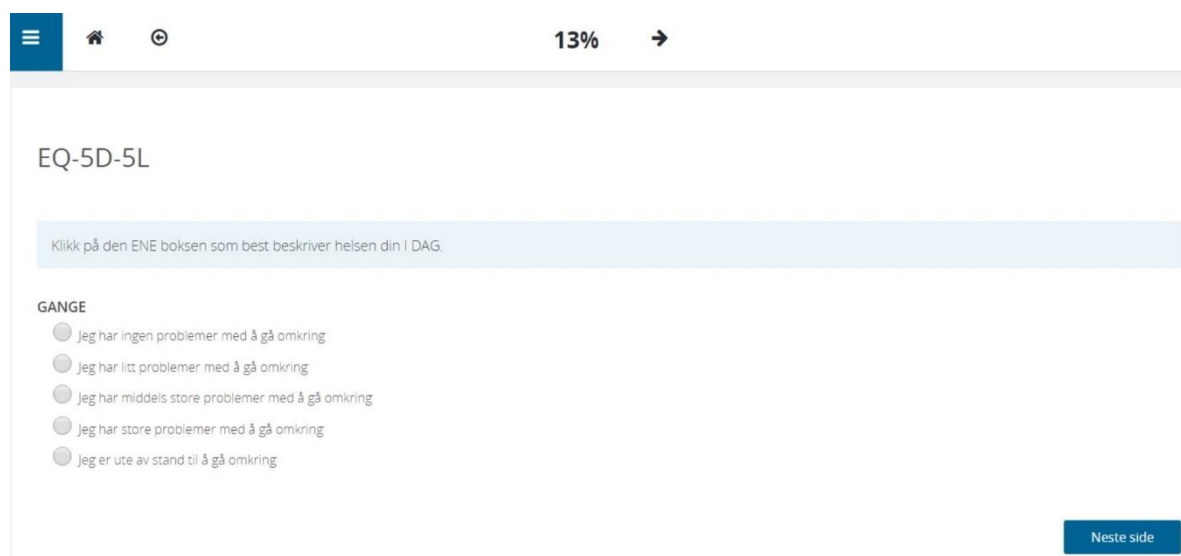 13%
EQ-5D-5L
Klikk på den ENE boksen som best beskriver helsen din I DAG.
GANGE
Jeg har ingen problemer med å gå omkring
Jeg har litt problemer med å gå omkring
Jeg har middels store problemer med å gå omkring
Jeg har store problemer med å gå omkring
Jeg er ute av stand til å gå omkring
Neste side